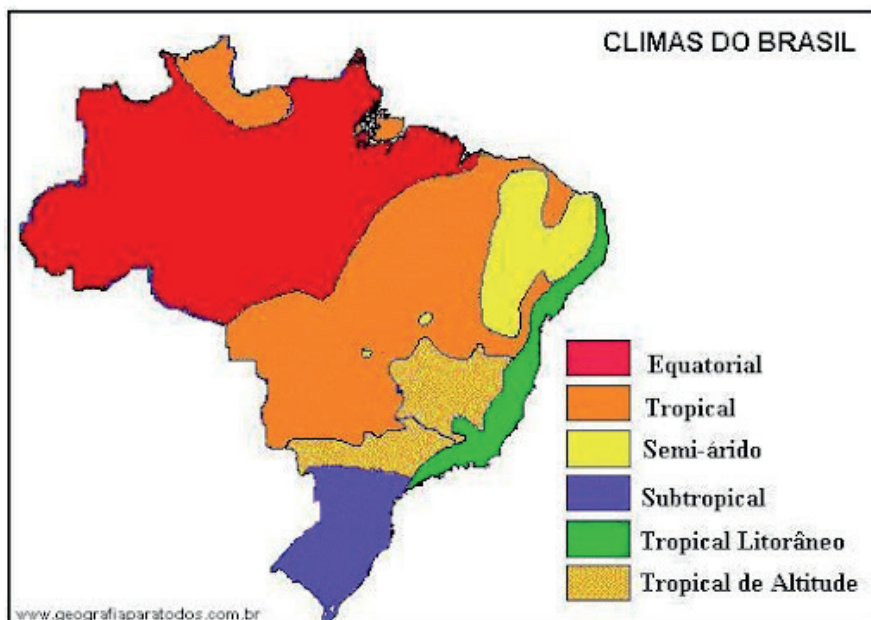 CLIMAS DO BRASIL
Equatorial
Tropical
Semi-árido
Subtropical
Tropical Litorâneo
Tropical de Altitude
www.geografiaparatodos.com.br